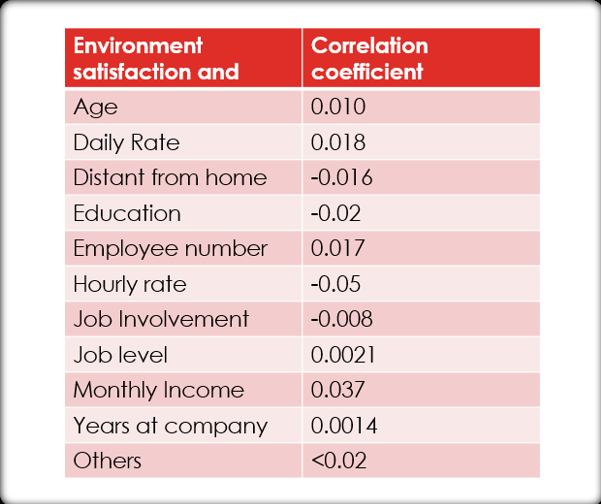 Environment satisfaction and Correlation coefficient
Age 0.010
Daily Rate 0.018
Distant from home -0.016
Education -0.02
Employee number 0.017
Hourly rate -0.05
Job Involvement -0.008
Job level 0.0021
Monthly Income 0.037
Years at company 0.0014
Others <0.02